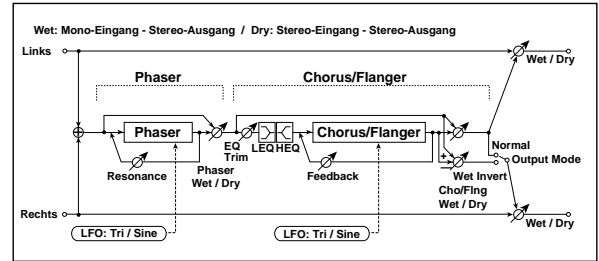 Wet: Mono-Eingang - Stereo-Ausgang / Dry: Stereo-Eingang - Stereo-Ausgang
Links
Wet / Dry
Phaser
Chorus/Flanger
Phaser
EQ
Trim
LEQ HEQ
Chorus/Flanger
Normal
Output Mode
Resonance
Phaser
Wet / Dry
Feedback
+
−
Wet Invert
Cho/Flng
Wet / Dry
Rechts
Wet / Dry
LFO: Tri / Sine
LFO: Tri / Sine